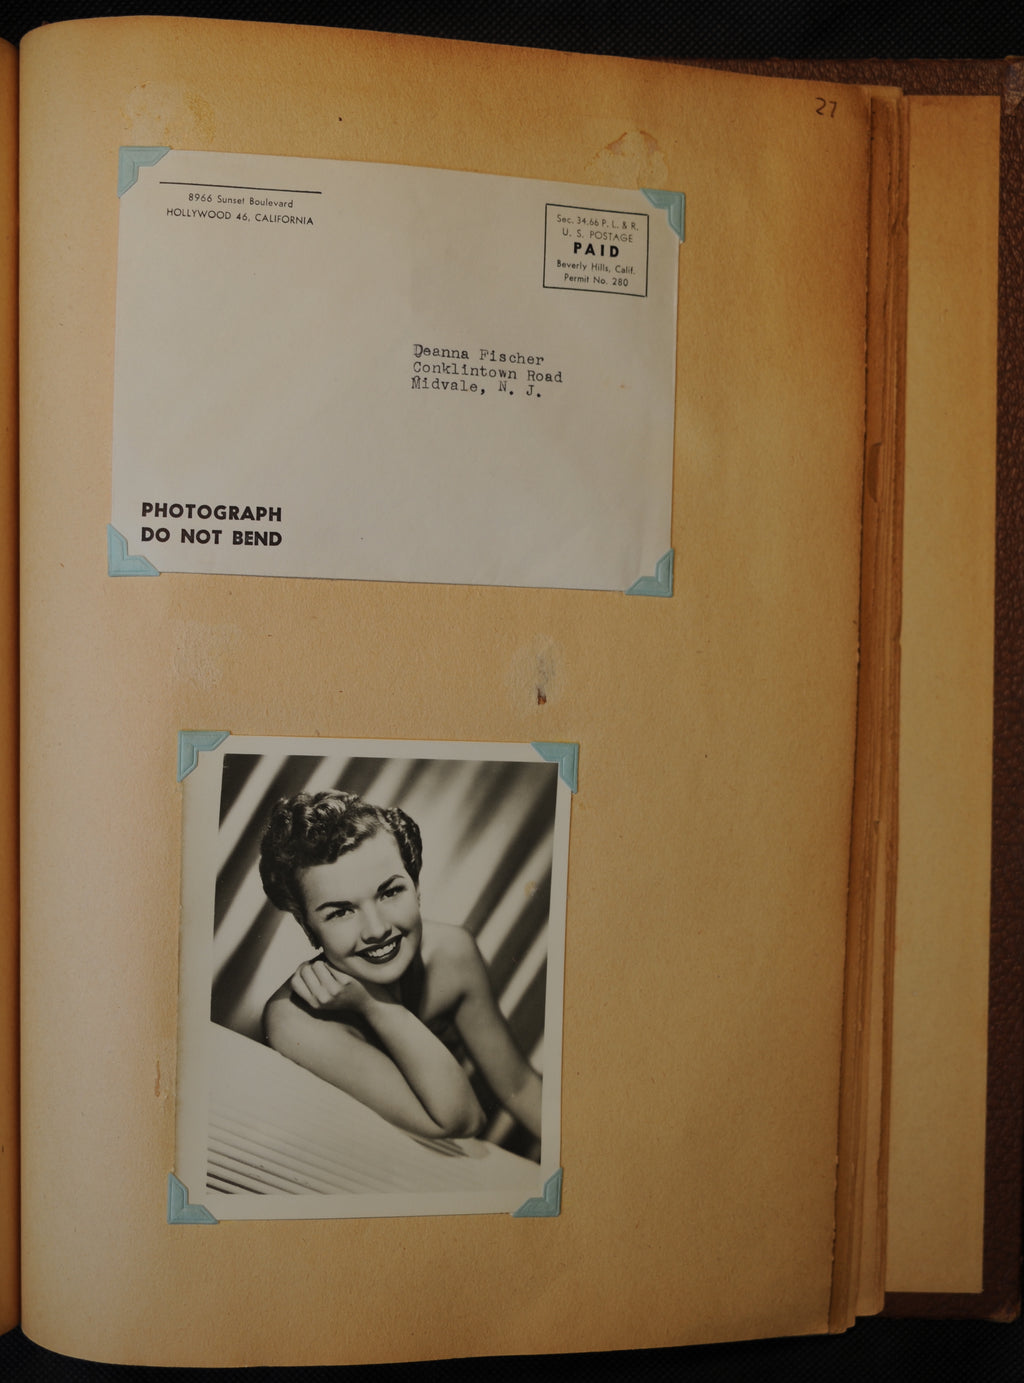 27
8966 Sunset Boulevard
HOLLYWOOD 46, CALIFORNIA
Sec. 34.66 P. L. & R.
U. S. POSTAGE
PAID
Beverly Hills, Calif.
Permit No. 280
Deanna Fischer
Conklintown Road
Midvale, N. J.
PHOTOGRAPH
DO NOT BEND